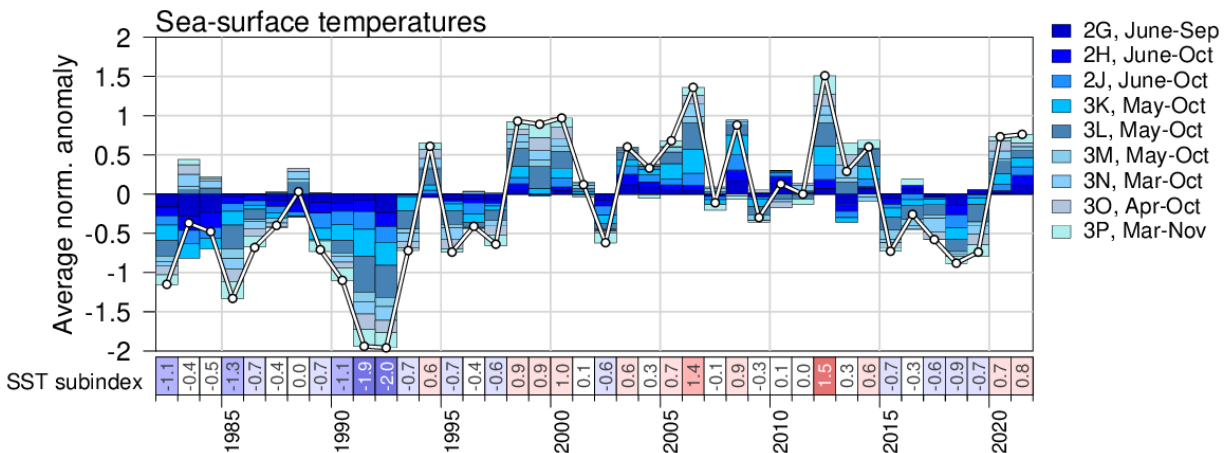 Sea-surface temperatures
Average norm. anomaly
2
1.5
1
0.5
0
-0.5
-1
-1.5
-2
2G, June-Sep
2H, June-Oct
2J, June-Oct
3K, May-Oct
3L, May-Oct
3M, May-Oct
3N, Mar-Oct
3O, Apr-Oct
3P, Mar-Nov
SST subindex -1.1 -0.4 -0.5 -1.3 -0.7 -0.4 0.0 -0.7 -1.1 -1.9 -2.0 -0.7 0.6 -0.7 -0.4 -0.6 0.9 0.9 1.0 0.1 -0.6 0.6 0.3 0.7 1.4 -0.1 0.9 -0.3 0.1 0.0 1.5 0.3 0.6 -0.7 -0.3 -0.6 -0.9 -0.7 0.7 0.8
1985 1990 1995 2000 2005 2010 2015 2020